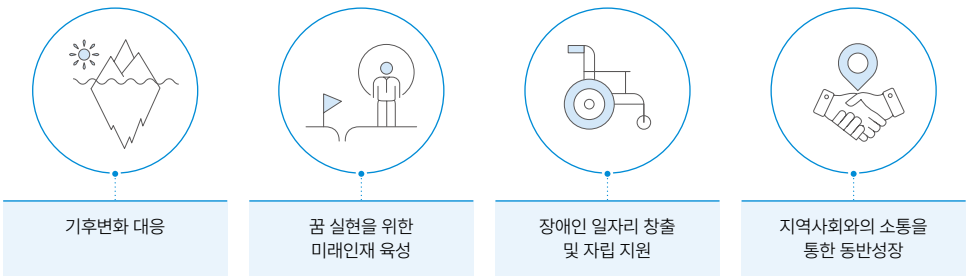 기후변화 대응
꿈 실현을 위한
미래인재 육성
장애인 일자리 창출
및 자립 지원
지역사회와의 소통을
통한 동반성장